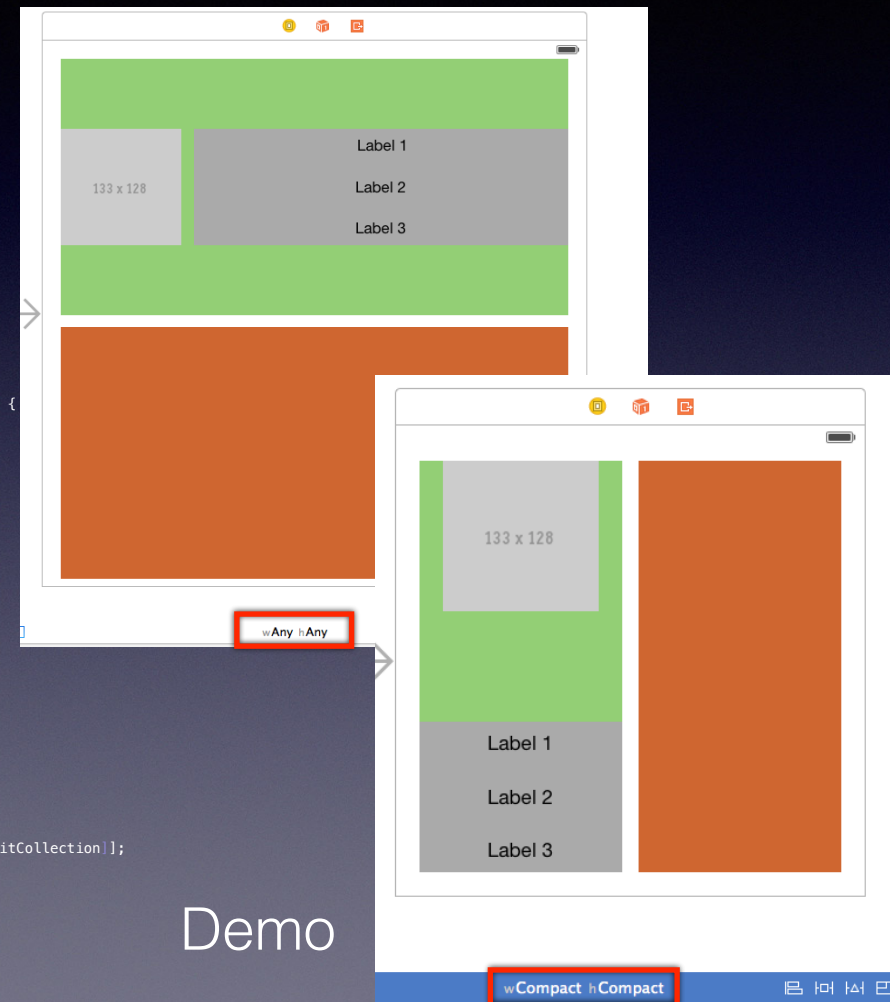 Label 1
133 x 128
Label 2
Label 3
{
wAny hAny
133 x 128
Label 1
Label 2
Label 3
itCollection]];
Demo
wCompact hCompact